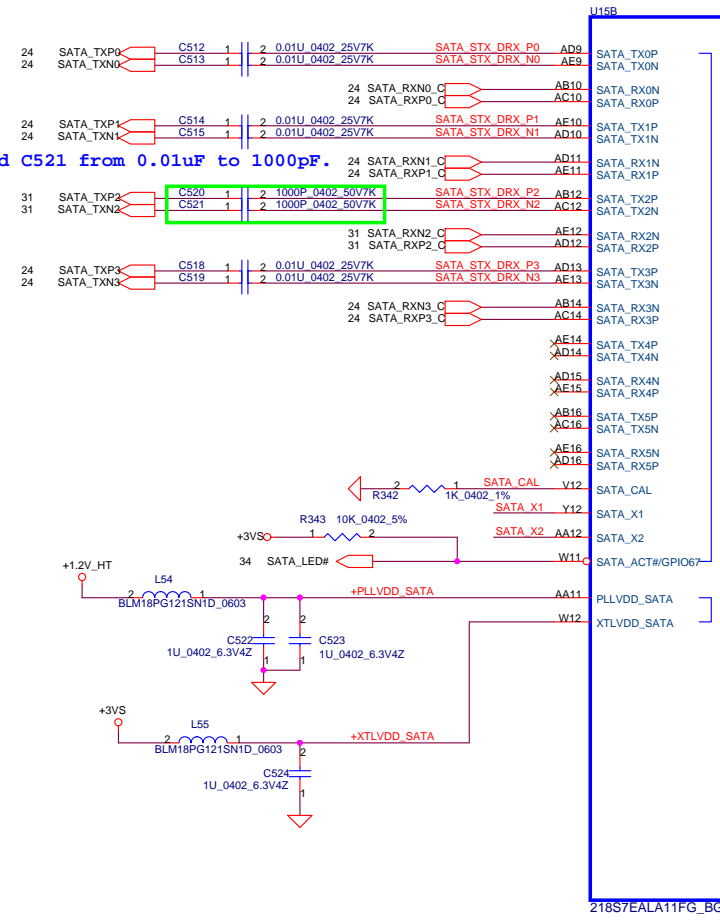 U15B
24 SATA_TXP0 C512 1 2 0.01U_0402_25V7K SATA_STX_DRX_P0 AD9 SATA_TX0P
24 SATA_TXN0 C513 1 2 0.01U_0402_25V7K SATA_STX_DRX_N0 AE9 SATA_TX0N
24 SATA_RXN0_C AB10 SATA_RX0N
24 SATA_RXP0_C AC10 SATA_RX0P
24 SATA_TXP1 C514 1 2 0.01U_0402_25V7K SATA_STX_DRX_P1 AE10 SATA_TX1P
24 SATA_TXN1 C515 1 2 0.01U_0402_25V7K SATA_STX_DRX_N1 AD10 SATA_TX1N
d C521 from 0.01uF to 1000pF.
24 SATA_RXN1_C AD11 SATA_RX1N
24 SATA_RXP1_C AE11 SATA_RX1P
31 SATA_TXP2 C520 1 2 1000P_0402_50V7K SATA_STX_DRX_P2 AB12 SATA_TX2P
31 SATA_TXN2 C521 1 2 1000P_0402_50V7K SATA_STX_DRX_N2 AC12 SATA_TX2N
31 SATA_RXN2_C AE12 SATA_RX2N
31 SATA_RXP2_C AD12 SATA_RX2P
24 SATA_TXP3 C518 1 2 0.01U_0402_25V7K SATA_STX_DRX_P3 AD13 SATA_TX3P
24 SATA_TXN3 C519 1 2 0.01U_0402_25V7K SATA_STX_DRX_N3 AE13 SATA_TX3N
24 SATA_RXN3_C AB14 SATA_RX3N
24 SATA_RXP3_C AC14 SATA_RX3P
AE14 SATA_TX4P
AD14 SATA_TX4N
AD15 SATA_RX4N
AE15 SATA_RX4P
AB16 SATA_TX5P
AC16 SATA_TX5N
AE16 SATA_RX5N
AD16 SATA_RX5P
R342 2 1 1K_0402_1% SATA_CAL V12 SATA_CAL
SATA_X1 Y12 SATA_X1
R343 10K_0402_5%
+3VS 1 2 SATA_X2 AA12 SATA_X2
34 SATA_LED# W11 SATA_ACT#/GPIO67
+1.2V_HT
L54
2 1 +PLLVDD_SATA AA11 PLLVDD_SATA
BLM18PG121SN1D_0603
W12 XTLVDD_SATA
2 2
C522 C523
1U_0402_6.3V4Z 1U_0402_6.3V4Z
1 1
+3VS
L55
2 1 +XTLVDD_SATA
BLM18PG121SN1D_0603
2
C524
1U_0402_6.3V4Z
1
218S7EALA11FG_BG